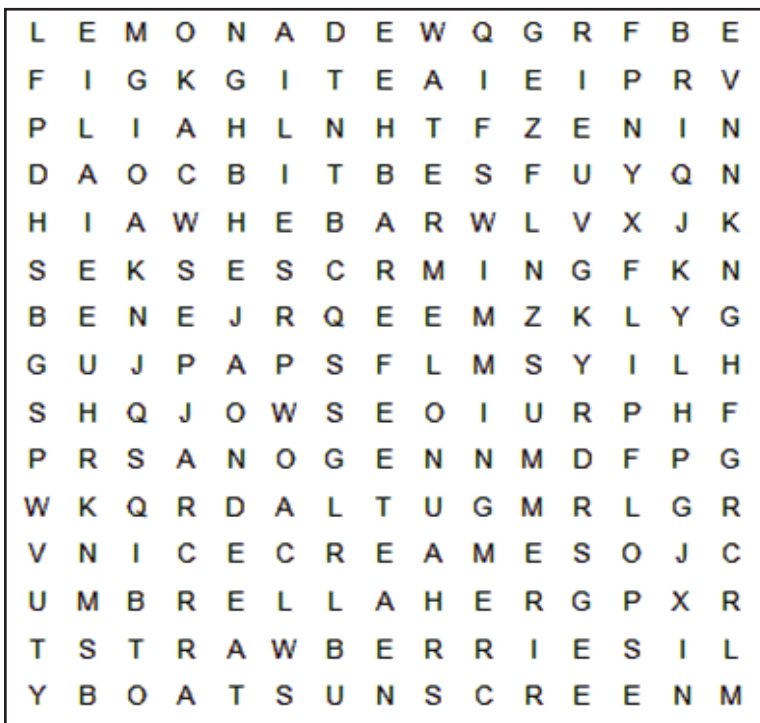 L E M O N A D E W Q G R F B E
F I G K G I T E A I E I P R V
P L I A H L N H T F Z E N I N
D A O C B I T B E S F U Y Q N
H I A W H E B A R W L V X J K
S E K S E S C R M I N G F K N
B E N E J R Q E E M Z K L Y G
G U J P A P S F L M S Y I L H
S H Q J O W S E O I U R P H F
P R S A N O G E N N M D F P G
W K Q R D A L T U G M R L G R
V N I C E C R E A M E S O J C
U M B R E L L A H E R G P X R
T S T R A W B E R R I E S I L
Y B O A T S U N S C R E E N M